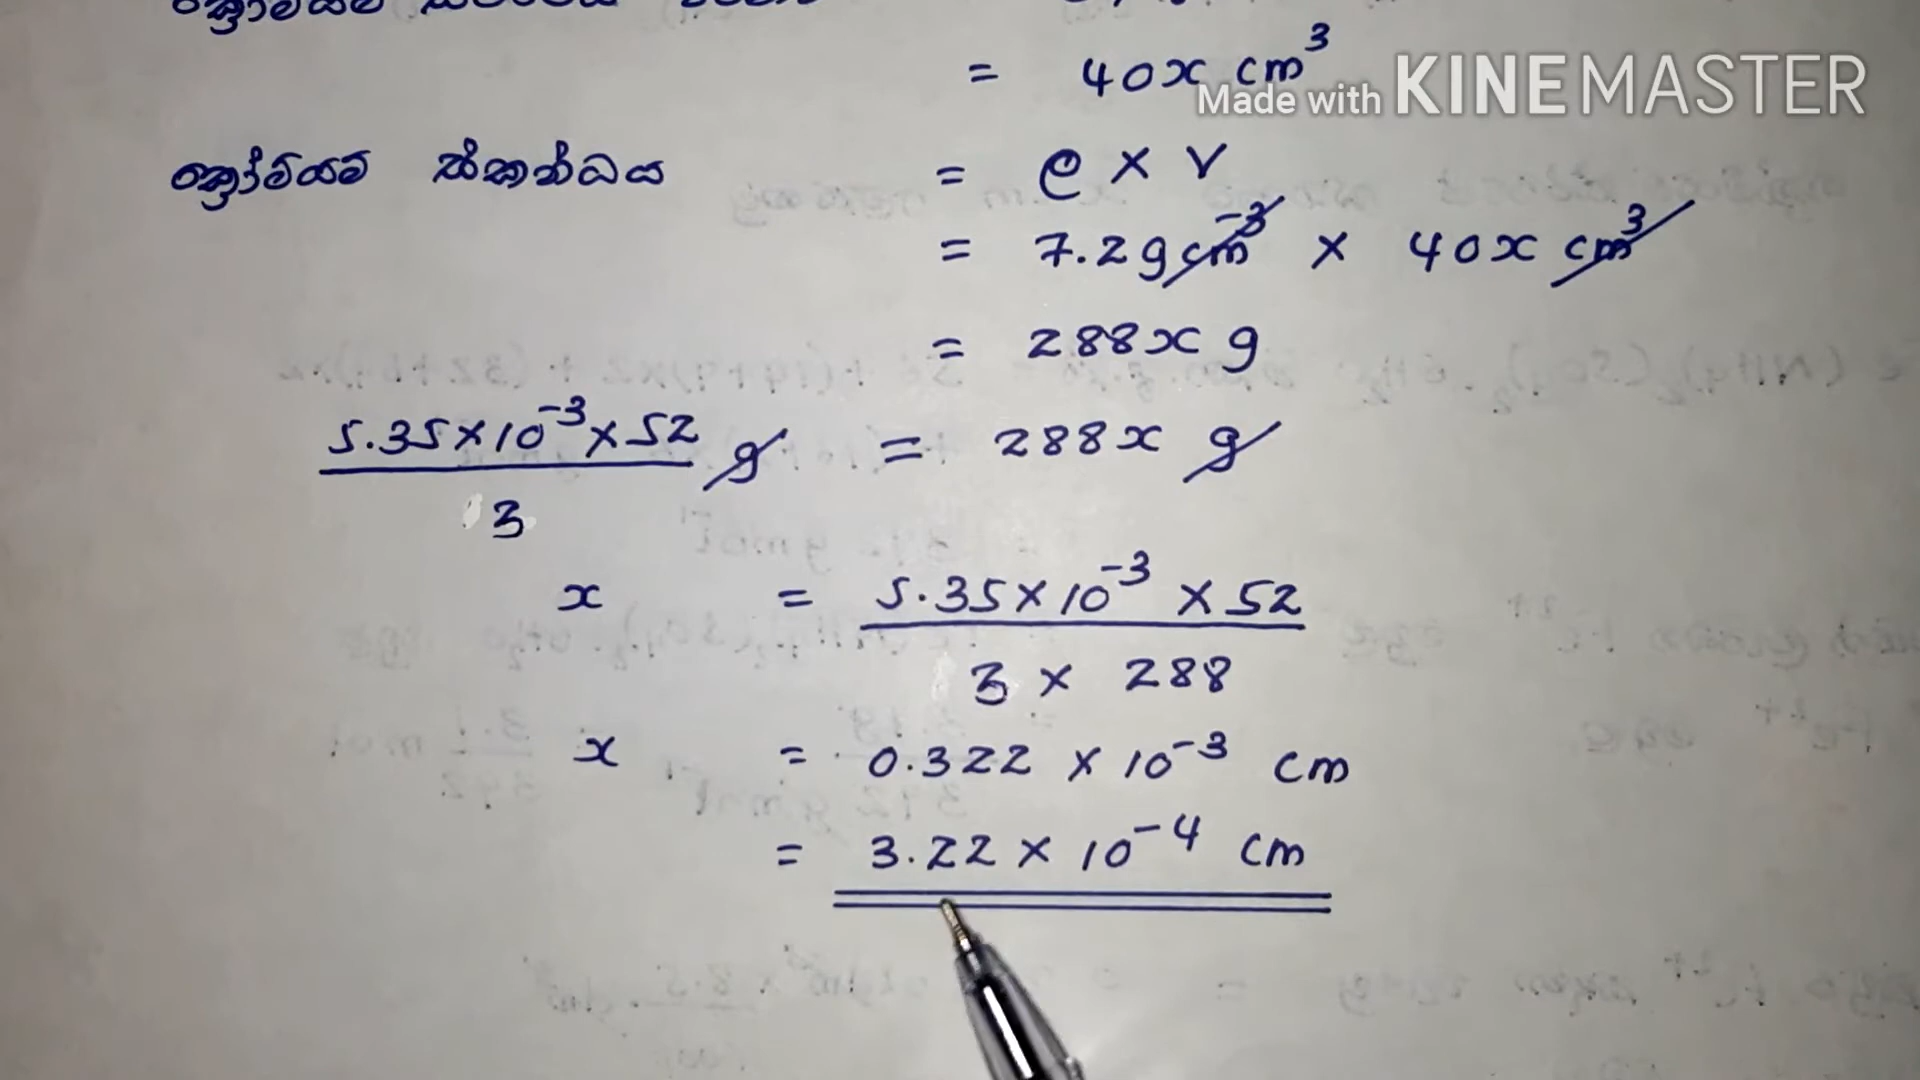 ක්‍රෝමියම්
= 40x cm³
Made with KINEMASTER
ක්‍රෝමියම් ස්කන්ධය = ρ × V
= 7.2 g cm⁻³ × 40x cm³
= 288x g
5.35 × 10⁻³ × 52 / 3 g = 288x g
x = 5.35 × 10⁻³ × 52 / 3 × 288
x = 0.322 × 10⁻³ cm
= 3.22 × 10⁻⁴ cm